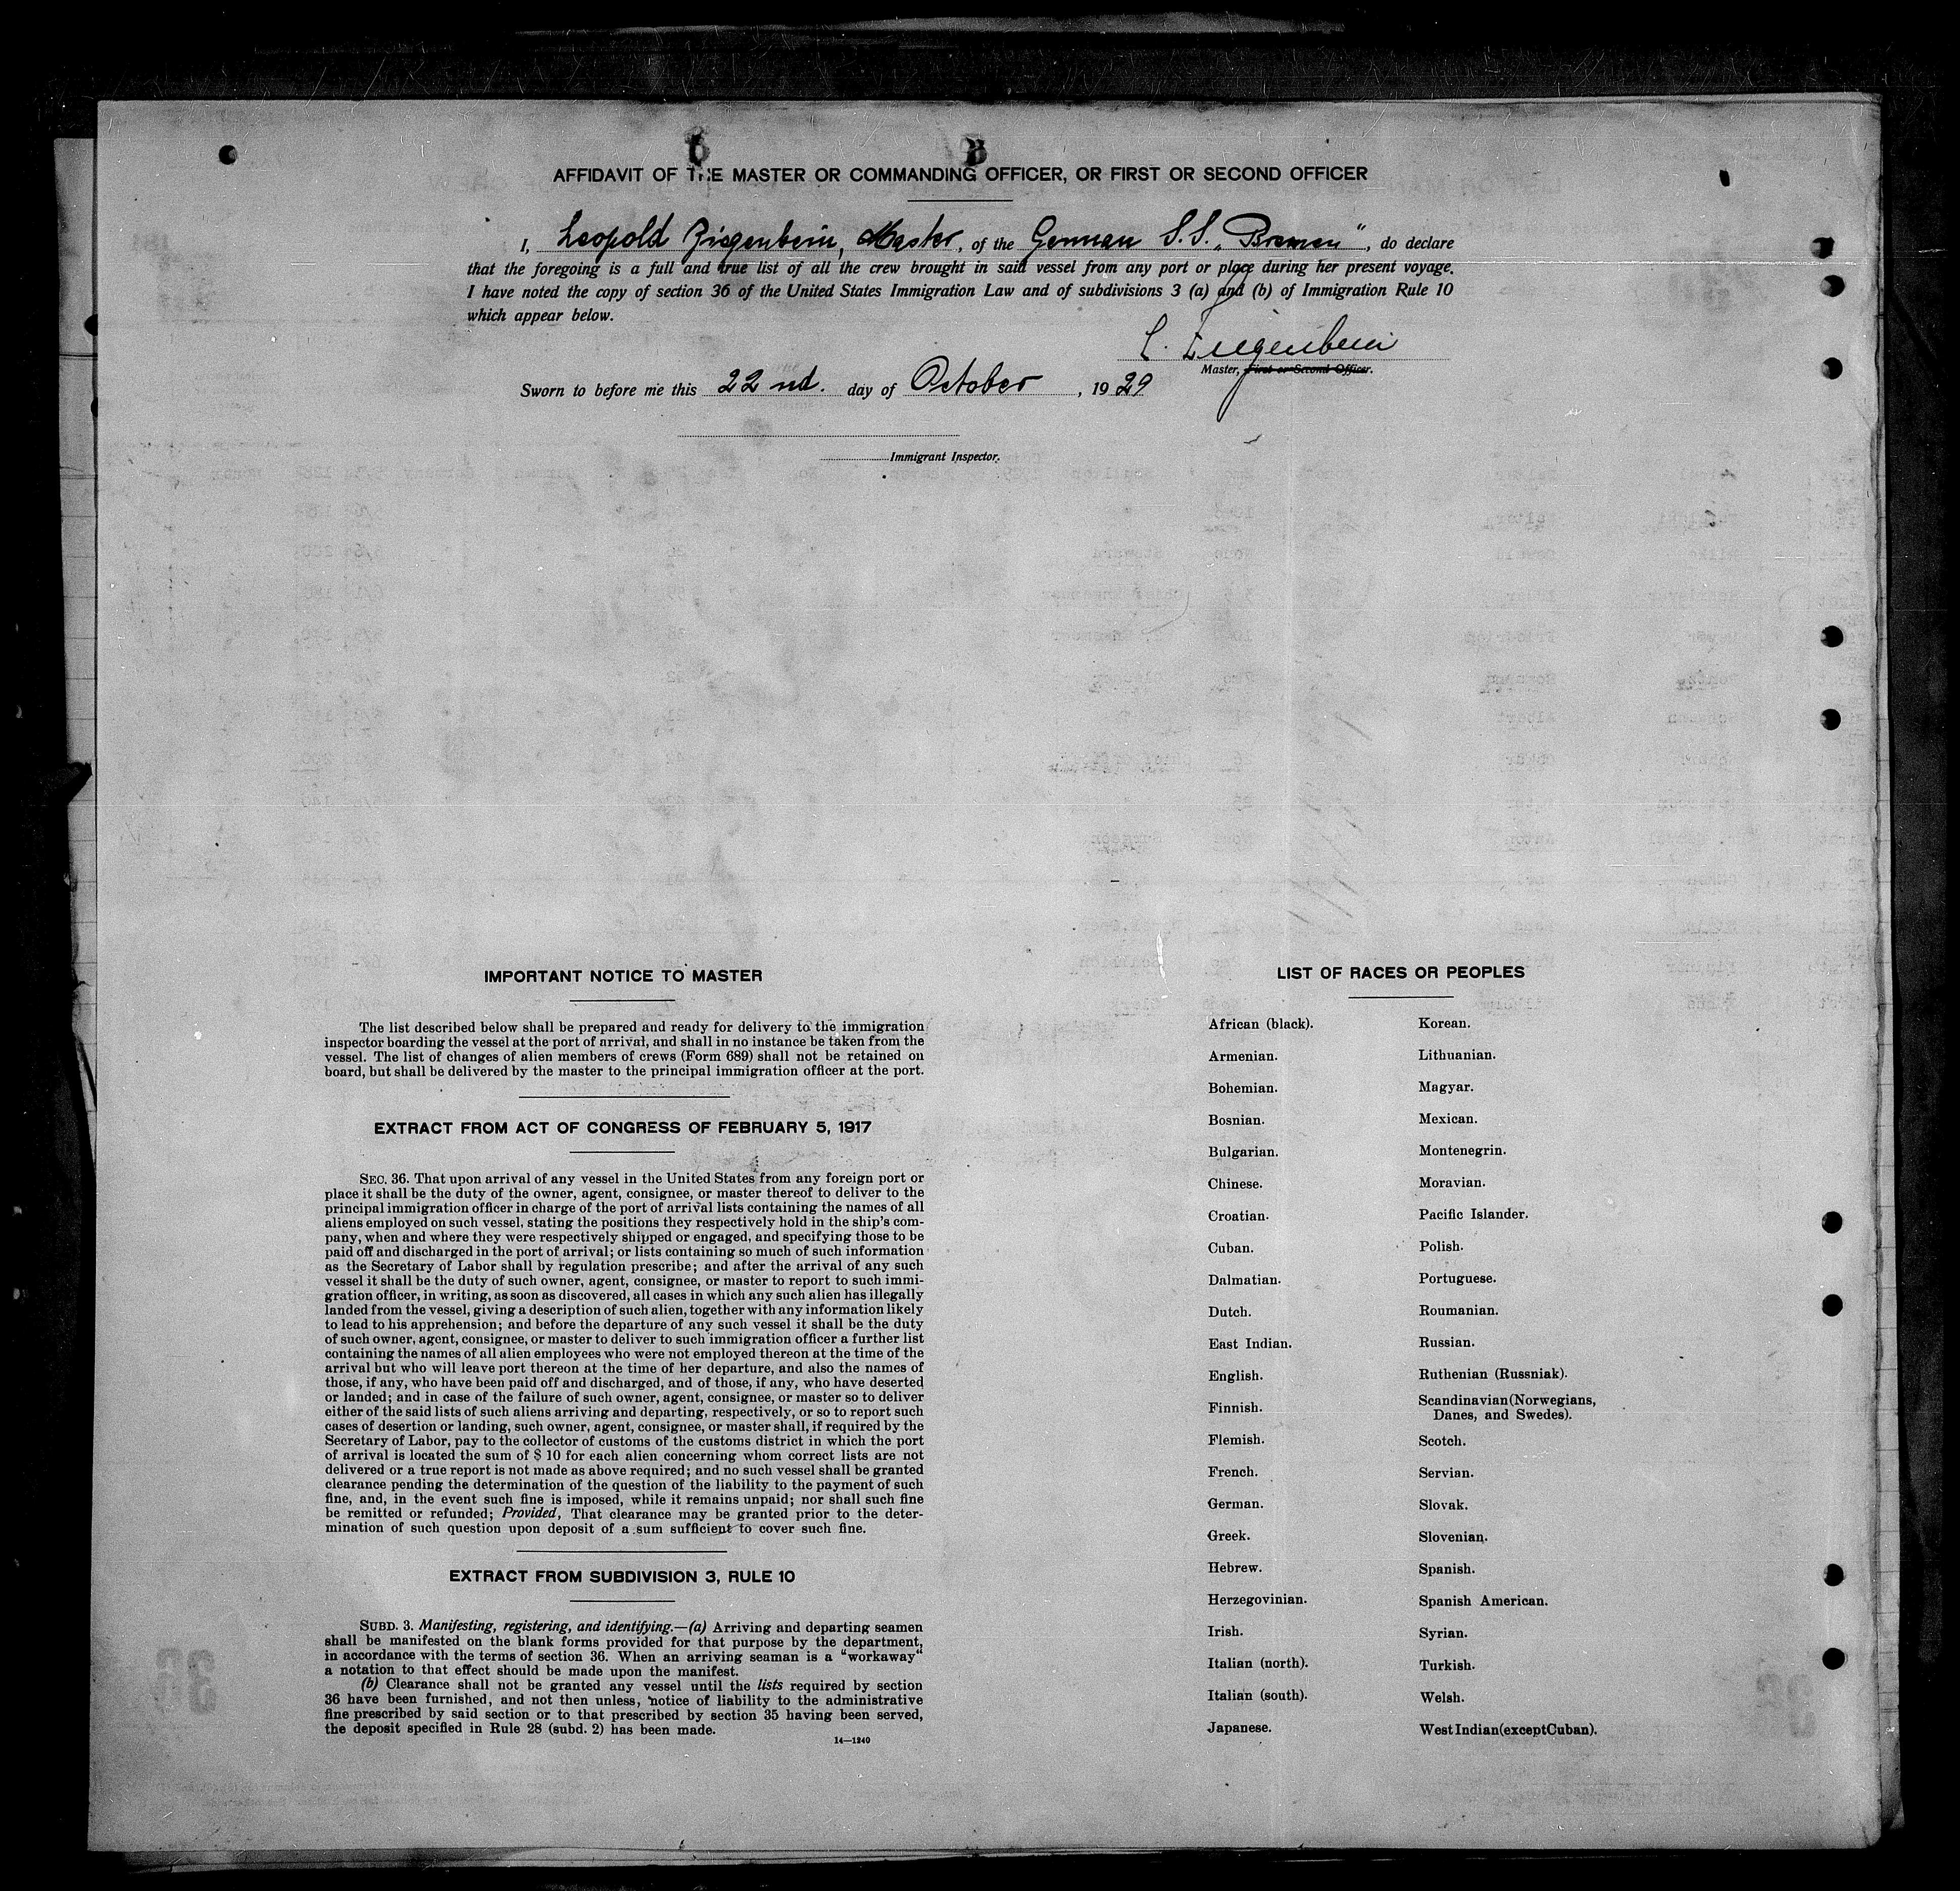 AFFIDAVIT OF THE MASTER OR COMMANDING OFFICER, OR FIRST OR SECOND OFFICER
I, Leopold Ziegenbein, Master, of the German S.S. „Bremen“, do declare
that the foregoing is a full and true list of all the crew brought in said vessel from any port or place during her present voyage.
I have noted the copy of section 36 of the United States Immigration Law and of subdivisions 3 (a) and (b) of Immigration Rule 10
which appear below.
L. Ziegenbein
Master, First or Second Officer.
Sworn to before me this 22nd. day of October, 1929
Immigrant Inspector.
IMPORTANT NOTICE TO MASTER
The list described below shall be prepared and ready for delivery to the immigration
inspector boarding the vessel at the port of arrival, and shall in no instance be taken from the
vessel. The list of changes of alien members of crews (Form 689) shall not be retained on
board, but shall be delivered by the master to the principal immigration officer at the port.
EXTRACT FROM ACT OF CONGRESS OF FEBRUARY 5, 1917
SEC. 36. That upon arrival of any vessel in the United States from any foreign port or
place it shall be the duty of the owner, agent, consignee, or master thereof to deliver to the
principal immigration officer in charge of the port of arrival lists containing the names of all
aliens employed on such vessel, stating the positions they respectively hold in the ship's com-
pany, when and where they were respectively shipped or engaged, and specifying those to be
paid off and discharged in the port of arrival; or lists containing so much of such information
as the Secretary of Labor shall by regulation prescribe; and after the arrival of any such
vessel it shall be the duty of such owner, agent, consignee, or master to report to such immi-
gration officer, in writing, as soon as discovered, all cases in which any such alien has illegally
landed from the vessel, giving a description of such alien, together with any information likely
to lead to his apprehension; and before the departure of any such vessel it shall be the duty
of such owner, agent, consignee, or master to deliver to such immigration officer a further list
containing the names of all alien employees who were not employed thereon at the time of the
arrival but who will leave port thereon at the time of her departure, and also the names of
those, if any, who have been paid off and discharged, and of those, if any, who have deserted
or landed; and in case of the failure of such owner, agent, consignee, or master so to deliver
either of the said lists of such aliens arriving and departing, respectively, or so to report such
cases of desertion or landing, such owner, agent, consignee, or master shall, if required by the
Secretary of Labor, pay to the collector of customs of the customs district in which the port
of arrival is located the sum of $ 10 for each alien concerning whom correct lists are not
delivered or a true report is not made as above required; and no such vessel shall be granted
clearance pending the determination of the question of the liability to the payment of such
fine, and, in the event such fine is imposed, while it remains unpaid; nor shall such fine
be remitted or refunded; Provided, That clearance may be granted prior to the deter-
mination of such question upon deposit of a sum sufficient to cover such fine.
EXTRACT FROM SUBDIVISION 3, RULE 10
SUBD. 3. Manifesting, registering, and identifying.—(a) Arriving and departing seamen
shall be manifested on the blank forms provided for that purpose by the department,
in accordance with the terms of section 36. When an arriving seaman is a "workaway"
a notation to that effect should be made upon the manifest.
(b) Clearance shall not be granted any vessel until the lists required by section
36 have been furnished, and not then unless, notice of liability to the administrative
fine prescribed by said section or to that prescribed by section 35 having been served,
the deposit specified in Rule 28 (subd. 2) has been made.
14—1240
LIST OF RACES OR PEOPLES
African (black).
Armenian.
Bohemian.
Bosnian.
Bulgarian.
Chinese.
Croatian.
Cuban.
Dalmatian.
Dutch.
East Indian.
English.
Finnish.
Flemish.
French.
German.
Greek.
Hebrew.
Herzegovinian.
Irish.
Italian (north).
Italian (south).
Japanese.
Korean.
Lithuanian.
Magyar.
Mexican.
Montenegrin.
Moravian.
Pacific Islander.
Polish.
Portuguese.
Roumanian.
Russian.
Ruthenian (Russniak).
Scandinavian(Norwegians,
Danes, and Swedes).
Scotch.
Servian.
Slovak.
Slovenian.
Spanish.
Spanish American.
Syrian.
Turkish.
Welsh.
West Indian(except Cuban).